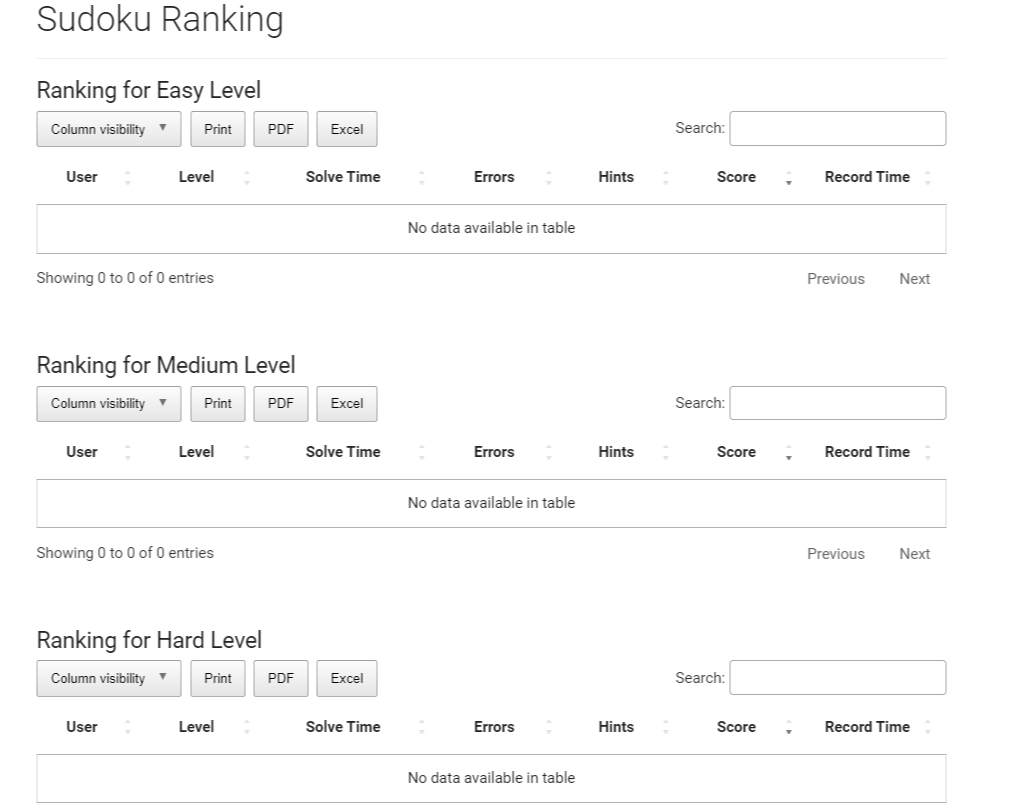 Sudoku Ranking
Ranking for Easy Level
Column visibility Print PDF Excel Search:
User Level Solve Time Errors Hints Score Record Time
No data available in table
Showing 0 to 0 of 0 entries Previous Next
Ranking for Medium Level
Column visibility Print PDF Excel Search:
User Level Solve Time Errors Hints Score Record Time
No data available in table
Showing 0 to 0 of 0 entries Previous Next
Ranking for Hard Level
Column visibility Print PDF Excel Search:
User Level Solve Time Errors Hints Score Record Time
No data available in table